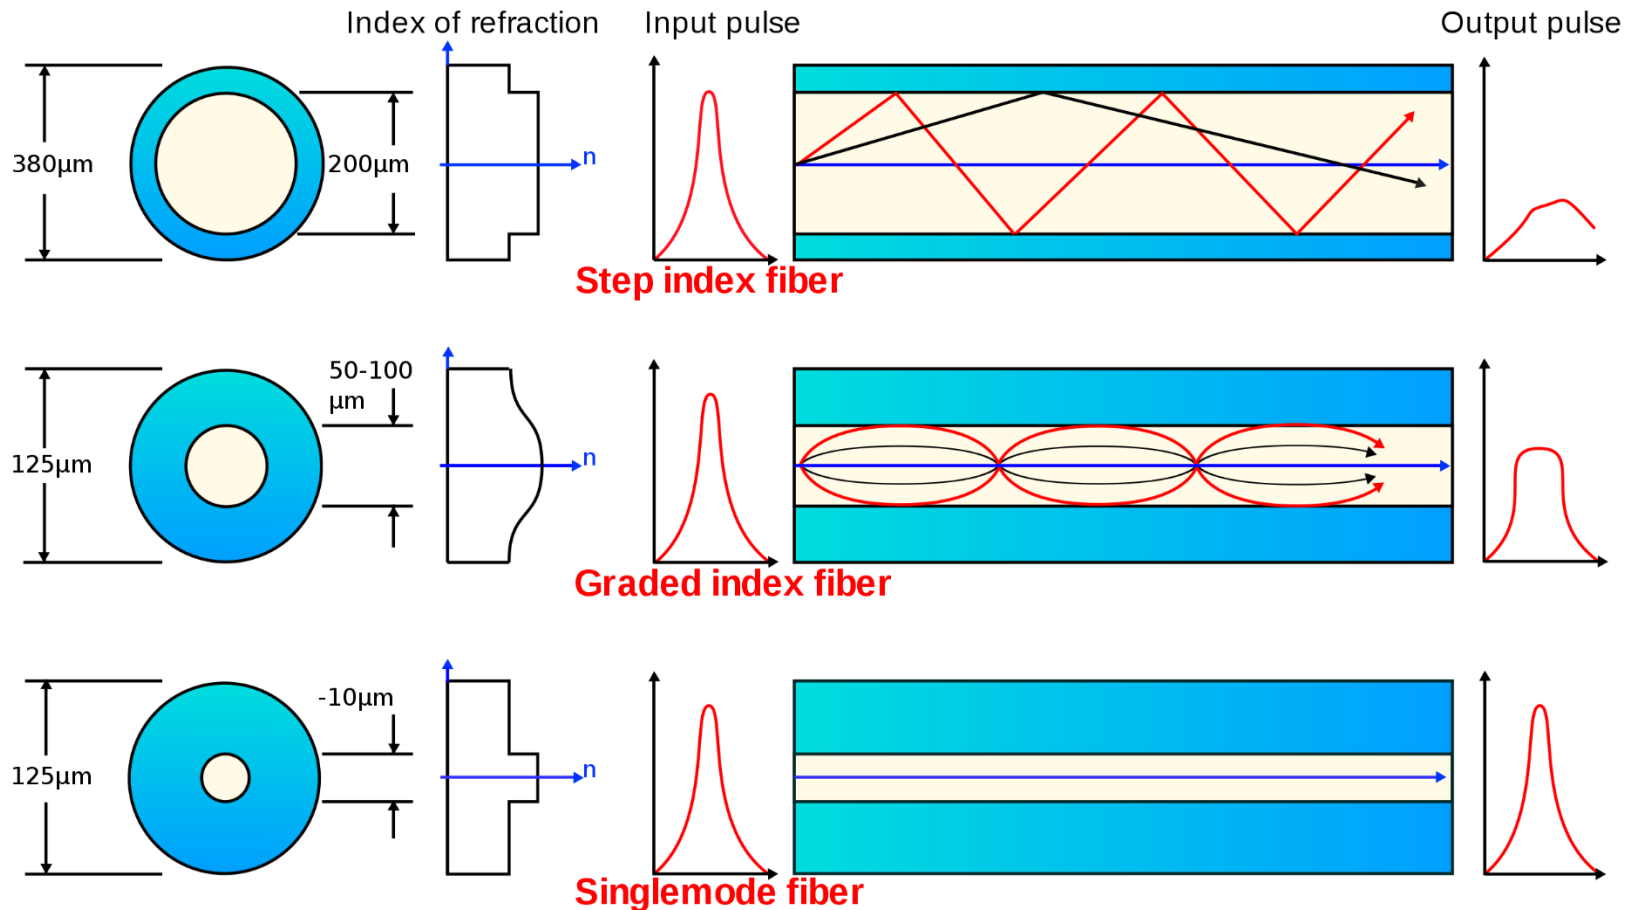 Index of refraction
Input pulse
Output pulse
380µm
200µm
n
Step index fiber
50-100
µm
125µm
n
Graded index fiber
-10µm
125µm
n
Singlemode fiber